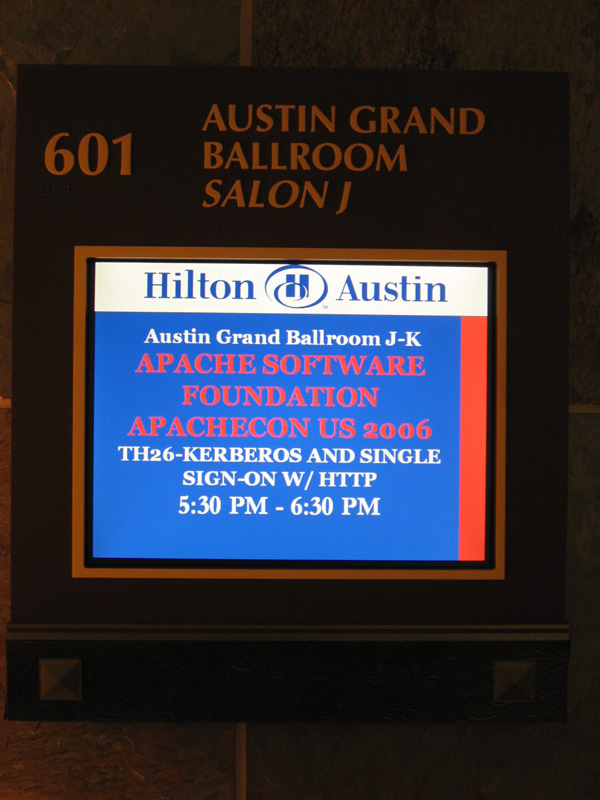 601
AUSTIN GRAND
BALLROOM
SALON J
Hilton Austin
Austin Grand Ballroom J-K
APACHE SOFTWARE
FOUNDATION
APACHECON US 2006
TH26-KERBEROS AND SINGLE
SIGN-ON W/ HTTP
5:30 PM - 6:30 PM